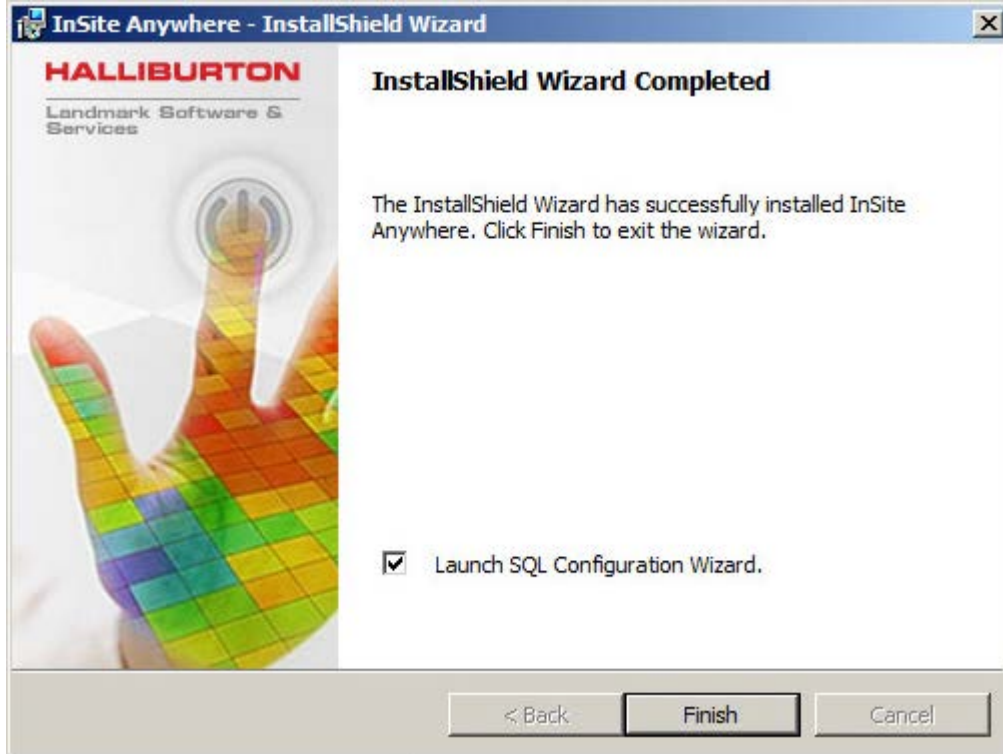 InSite Anywhere - InstallShield Wizard
HALLIBURTON
Landmark Software &
Services
InstallShield Wizard Completed
The InstallShield Wizard has successfully installed InSite
Anywhere. Click Finish to exit the wizard.
Launch SQL Configuration Wizard.
< Back
Finish
Cancel